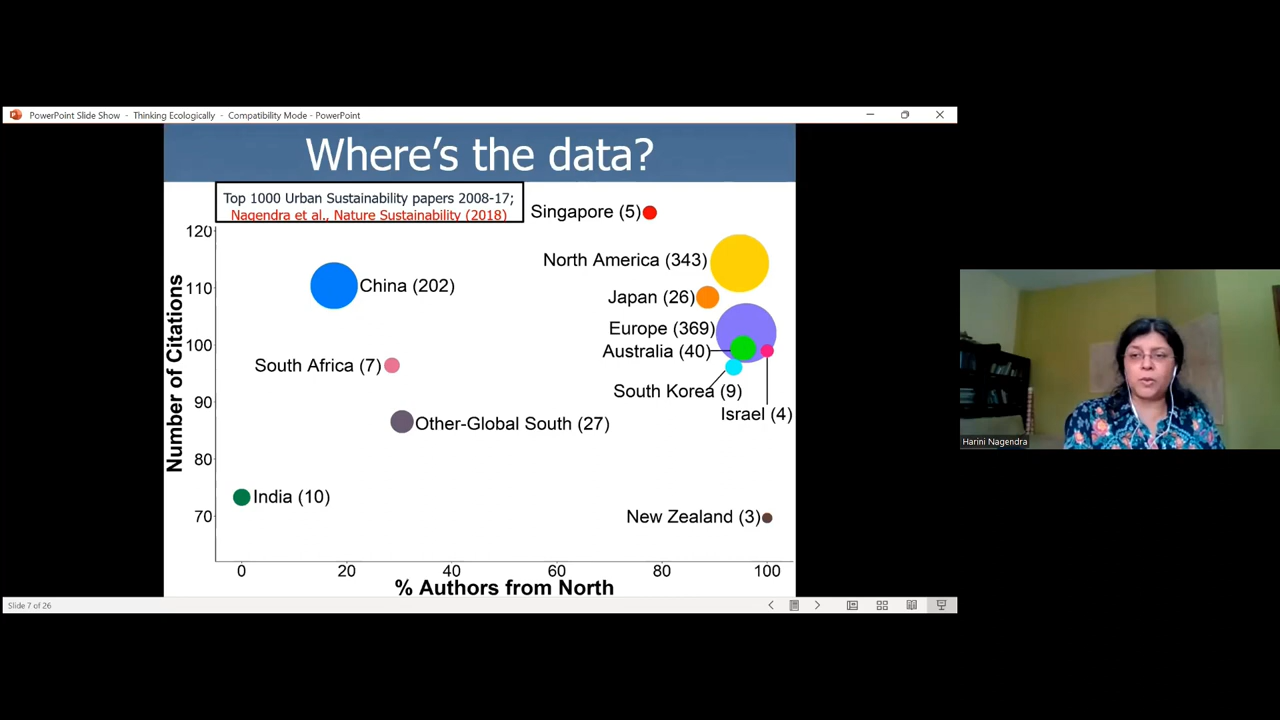 PowerPoint Slide Show - Thinking Ecologically - Compatibility Mode - PowerPoint
Where's the data?
Top 1000 Urban Sustainability papers 2008-17;
Nagendra et al., Nature Sustainability (2018)
Singapore (5)
120
North America (343)
110
China (202)
Japan (26)
Europe (369)
100
Australia (40)
South Africa (7)
South Korea (9)
90
Israel (4)
Other-Global South (27)
Number of Citations
80
India (10)
70
New Zealand (3)
0 20 40 60 80 100
% Authors from North
Slide 7 of 26
Harini Nagendra